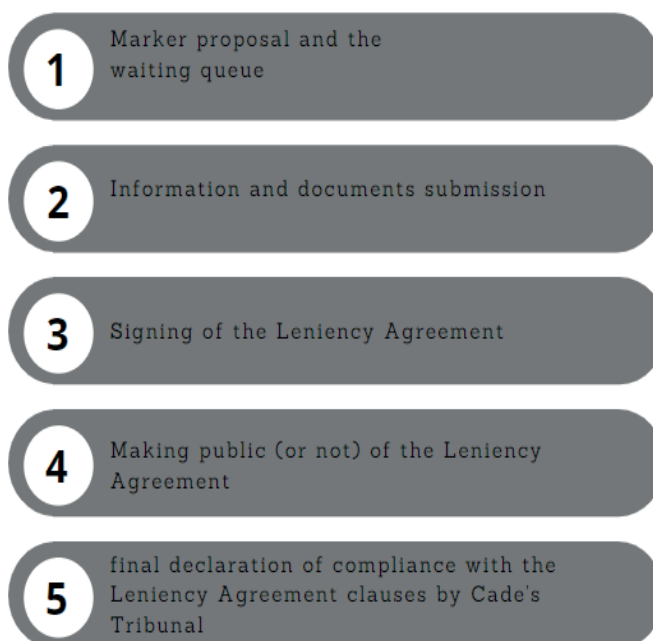 1
Marker proposal and the
waiting queue
2
Information and documents submission
3
Signing of the Leniency Agreement
4
Making public (or not) of the Leniency
Agreement
5
final declaration of compliance with the
Leniency Agreement clauses by Cade's
Tribunal